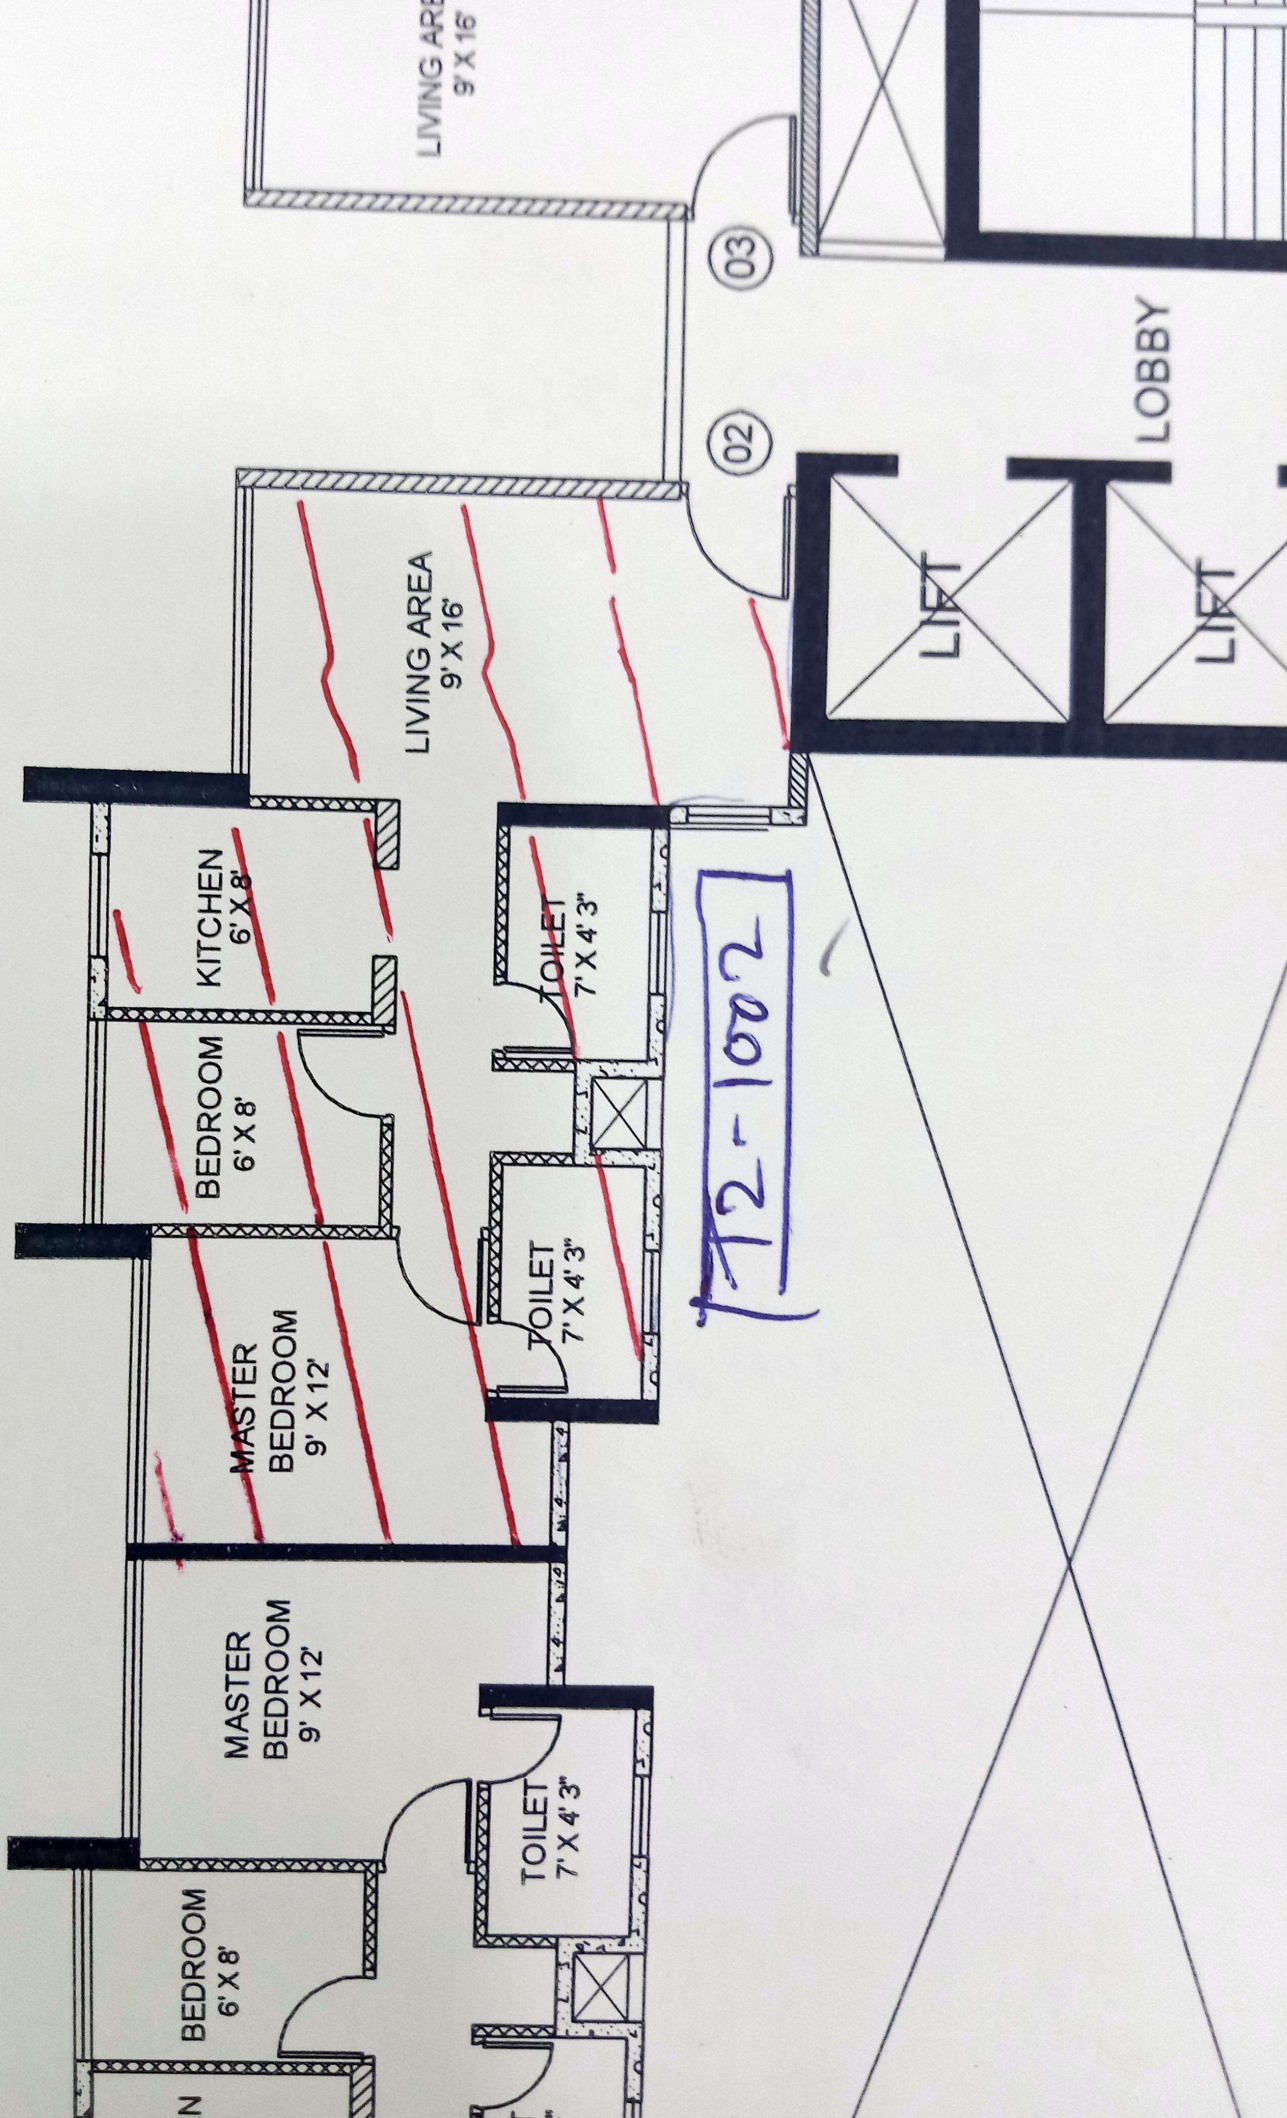 LIVING AREA
9' X 16'
03
02
LOBBY
LIFT
LIFT
LIVING AREA
9' X 16'
KITCHEN
6' X 8'
TOILET
7' X 4' 3"
BEDROOM
6' X 8'
T2-1002
TOILET
7' X 4' 3"
MASTER
BEDROOM
9' X 12'
MASTER
BEDROOM
9' X 12'
TOILET
7' X 4' 3"
BEDROOM
6' X 8'